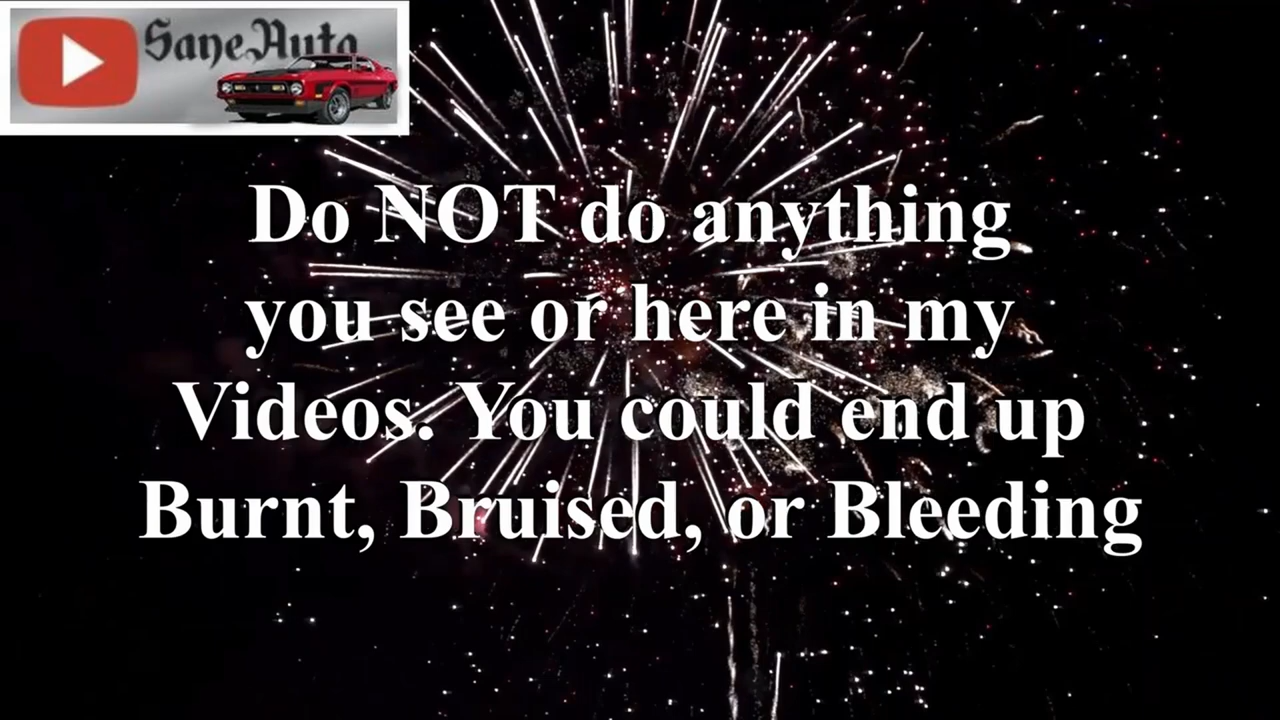 SaneAuto
Do NOT do anything
you see or here in my
Videos. You could end up
Burnt, Bruised, or Bleeding